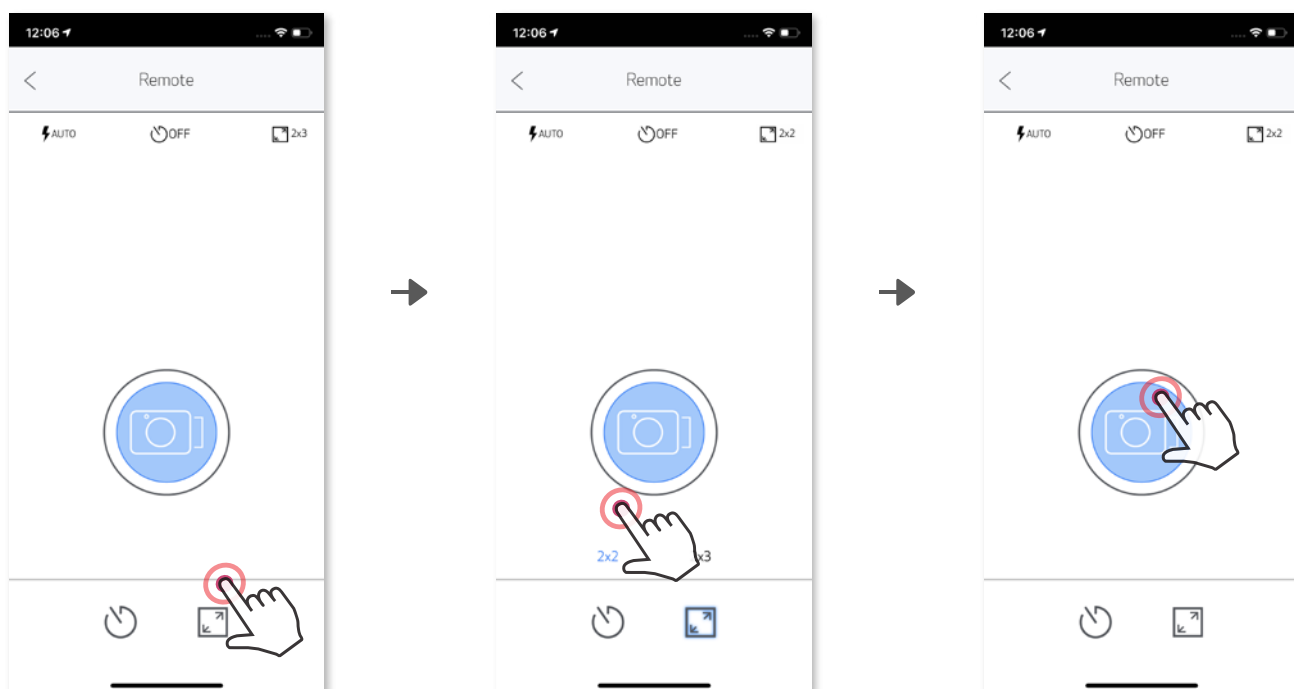 12:06
Remote
AUTO
OFF
2x3
12:06
Remote
AUTO
OFF
2x2
2x2
x3
12:06
Remote
AUTO
OFF
2x2